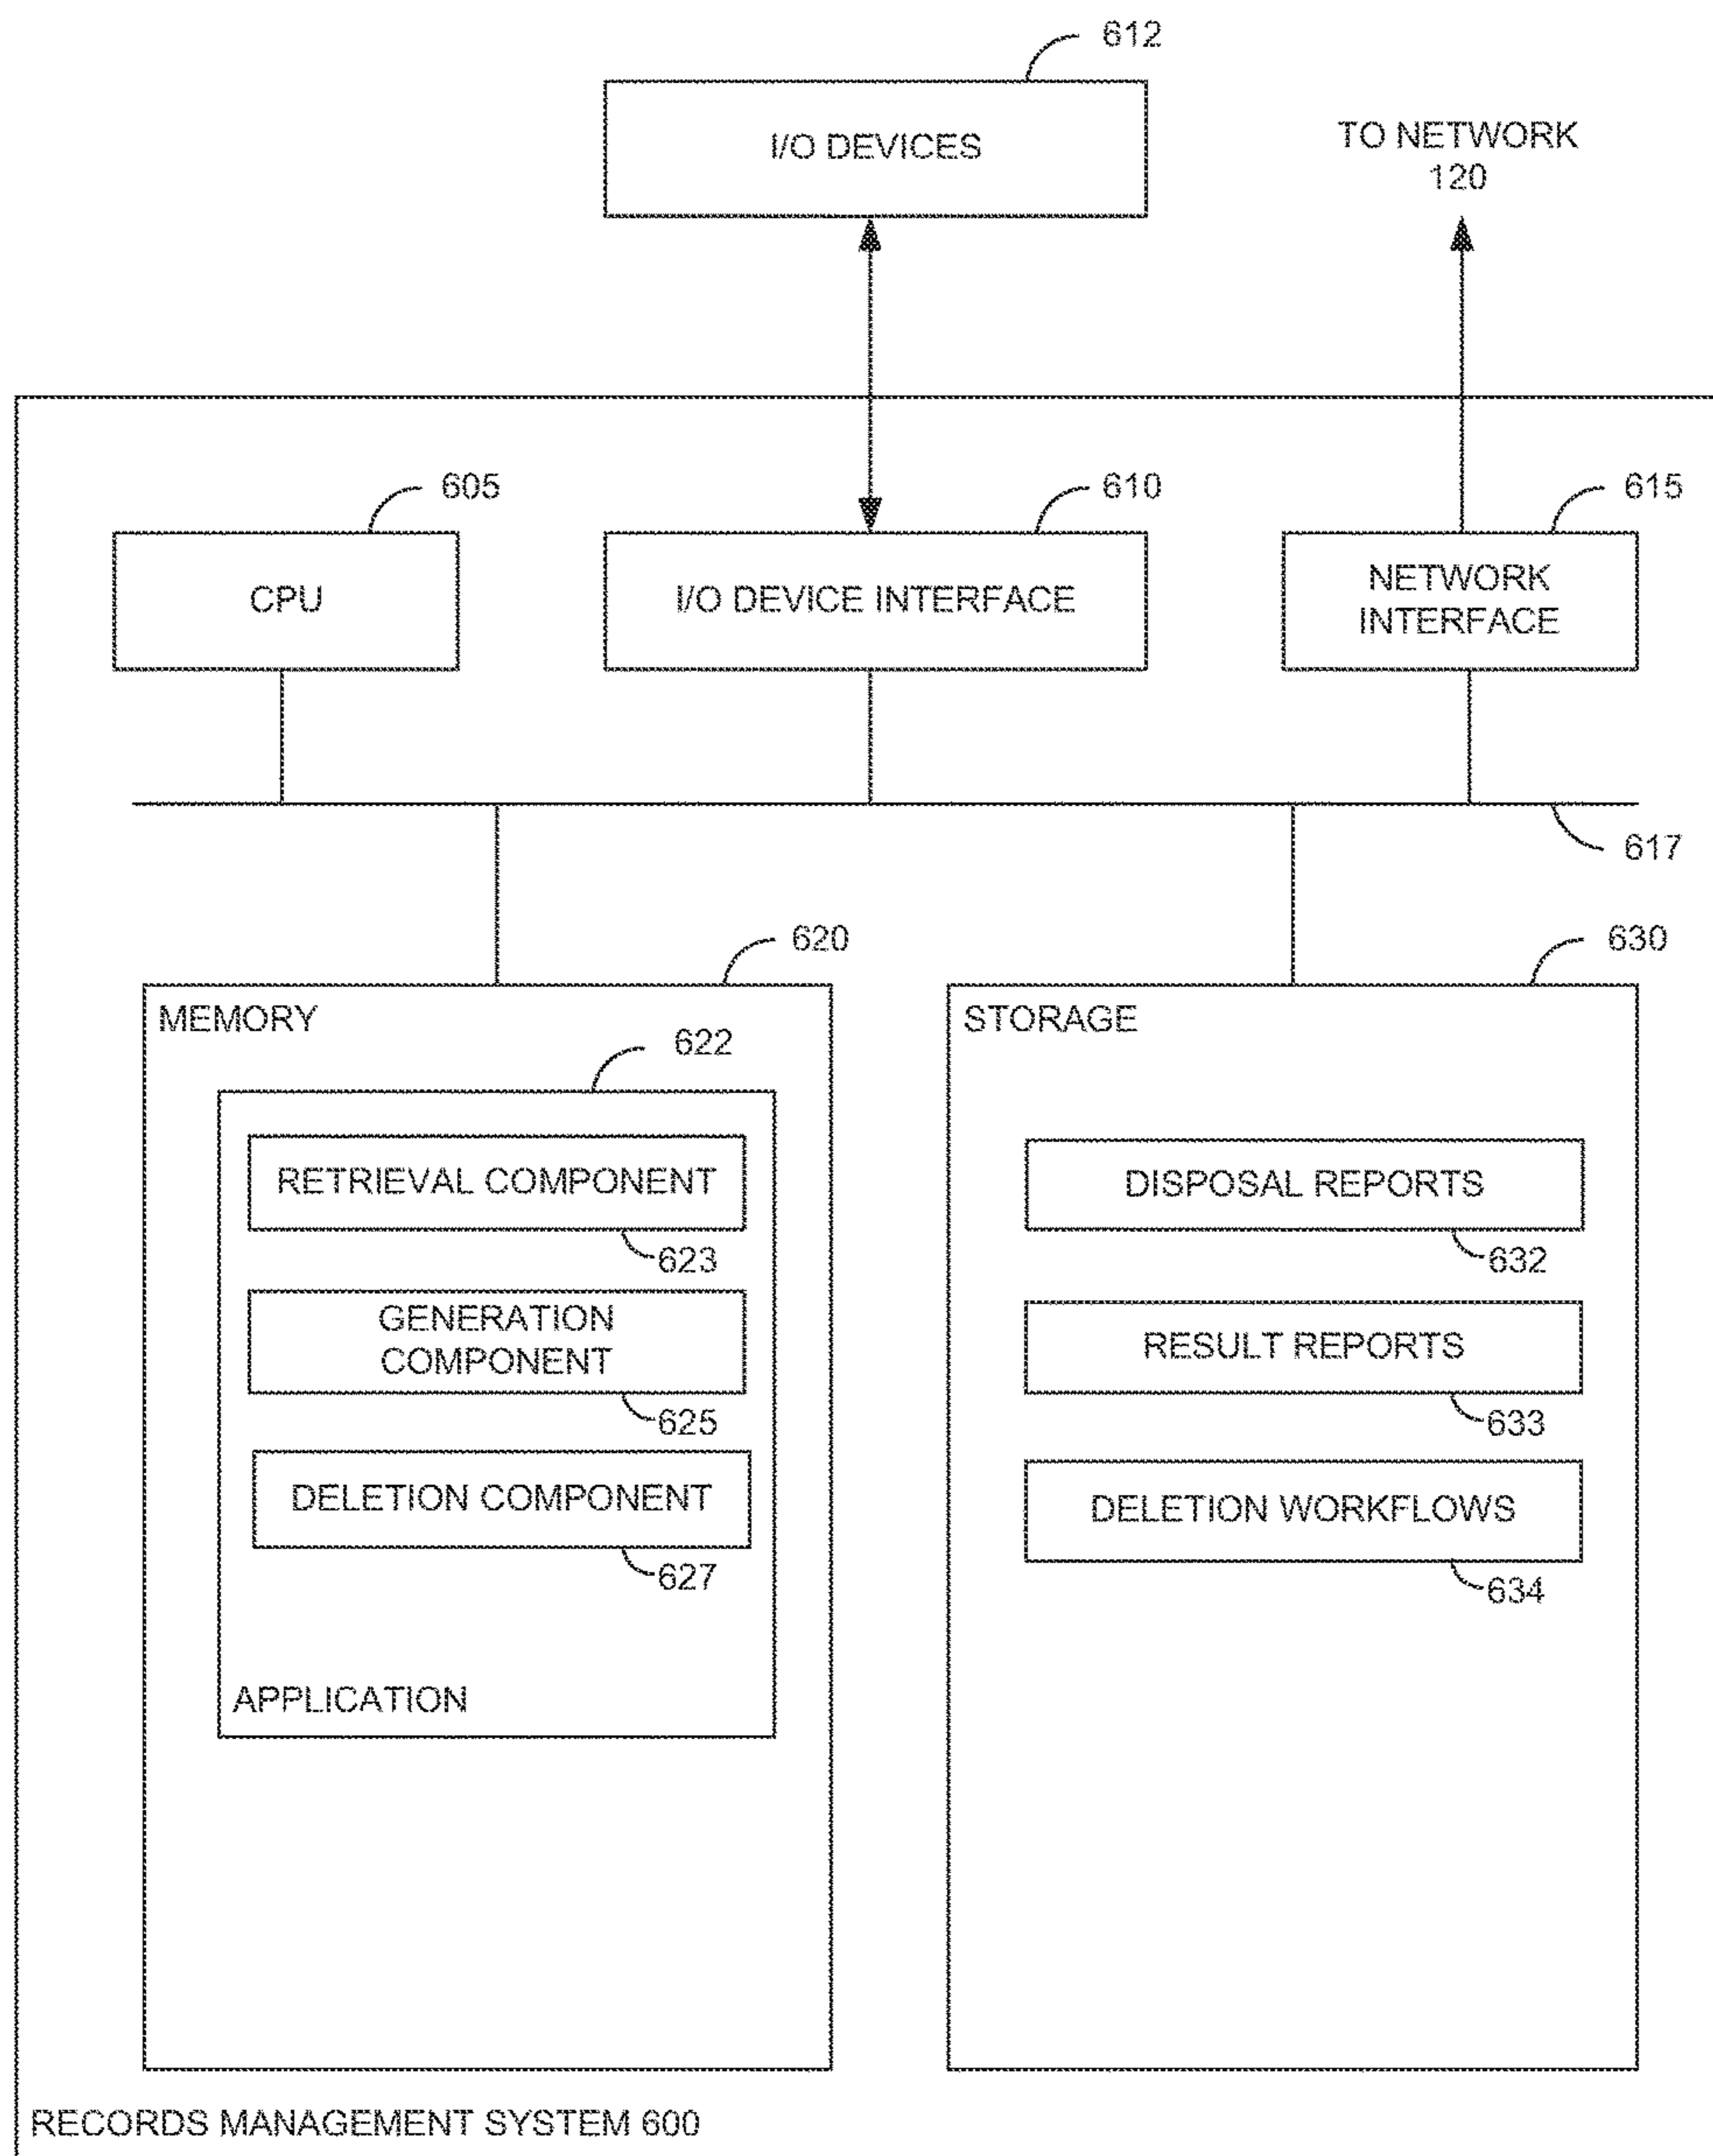 612
I/O DEVICES
TO NETWORK
120
605
610
615
CPU
I/O DEVICE INTERFACE
NETWORK
INTERFACE
617
620
630
MEMORY
STORAGE
622
RETRIEVAL COMPONENT
623
GENERATION
COMPONENT
625
DELETION COMPONENT
627
APPLICATION
DISPOSAL REPORTS
632
RESULT REPORTS
633
DELETION WORKFLOWS
634
RECORDS MANAGEMENT SYSTEM 600